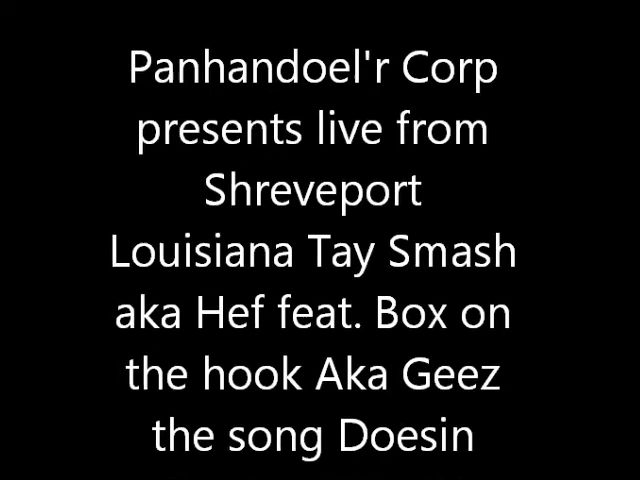 Panhandoel'r Corp
presents live from
Shreveport
Louisiana Tay Smash
aka Hef feat. Box on
the hook Aka Geez
the song Doesin